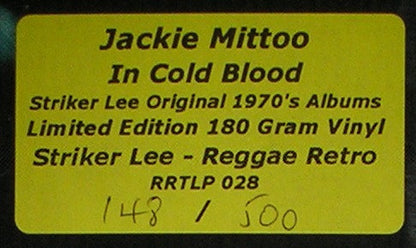 Jackie Mittoo
In Cold Blood
Striker Lee Original 1970's Albums
Limited Edition 180 Gram Vinyl
Striker Lee - Reggae Retro
RRTLP 028
148 / 500